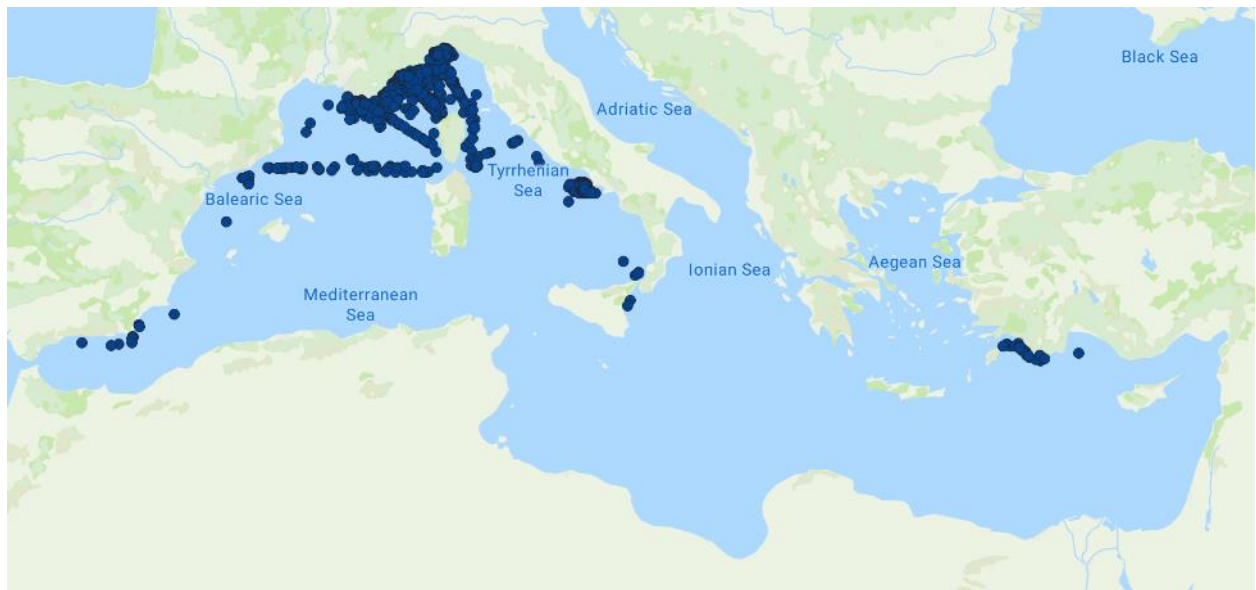 Black Sea
Adriatic Sea
Tyrrhenian
Sea
Balearic Sea
Ionian Sea
Aegean Sea
Mediterranean
Sea